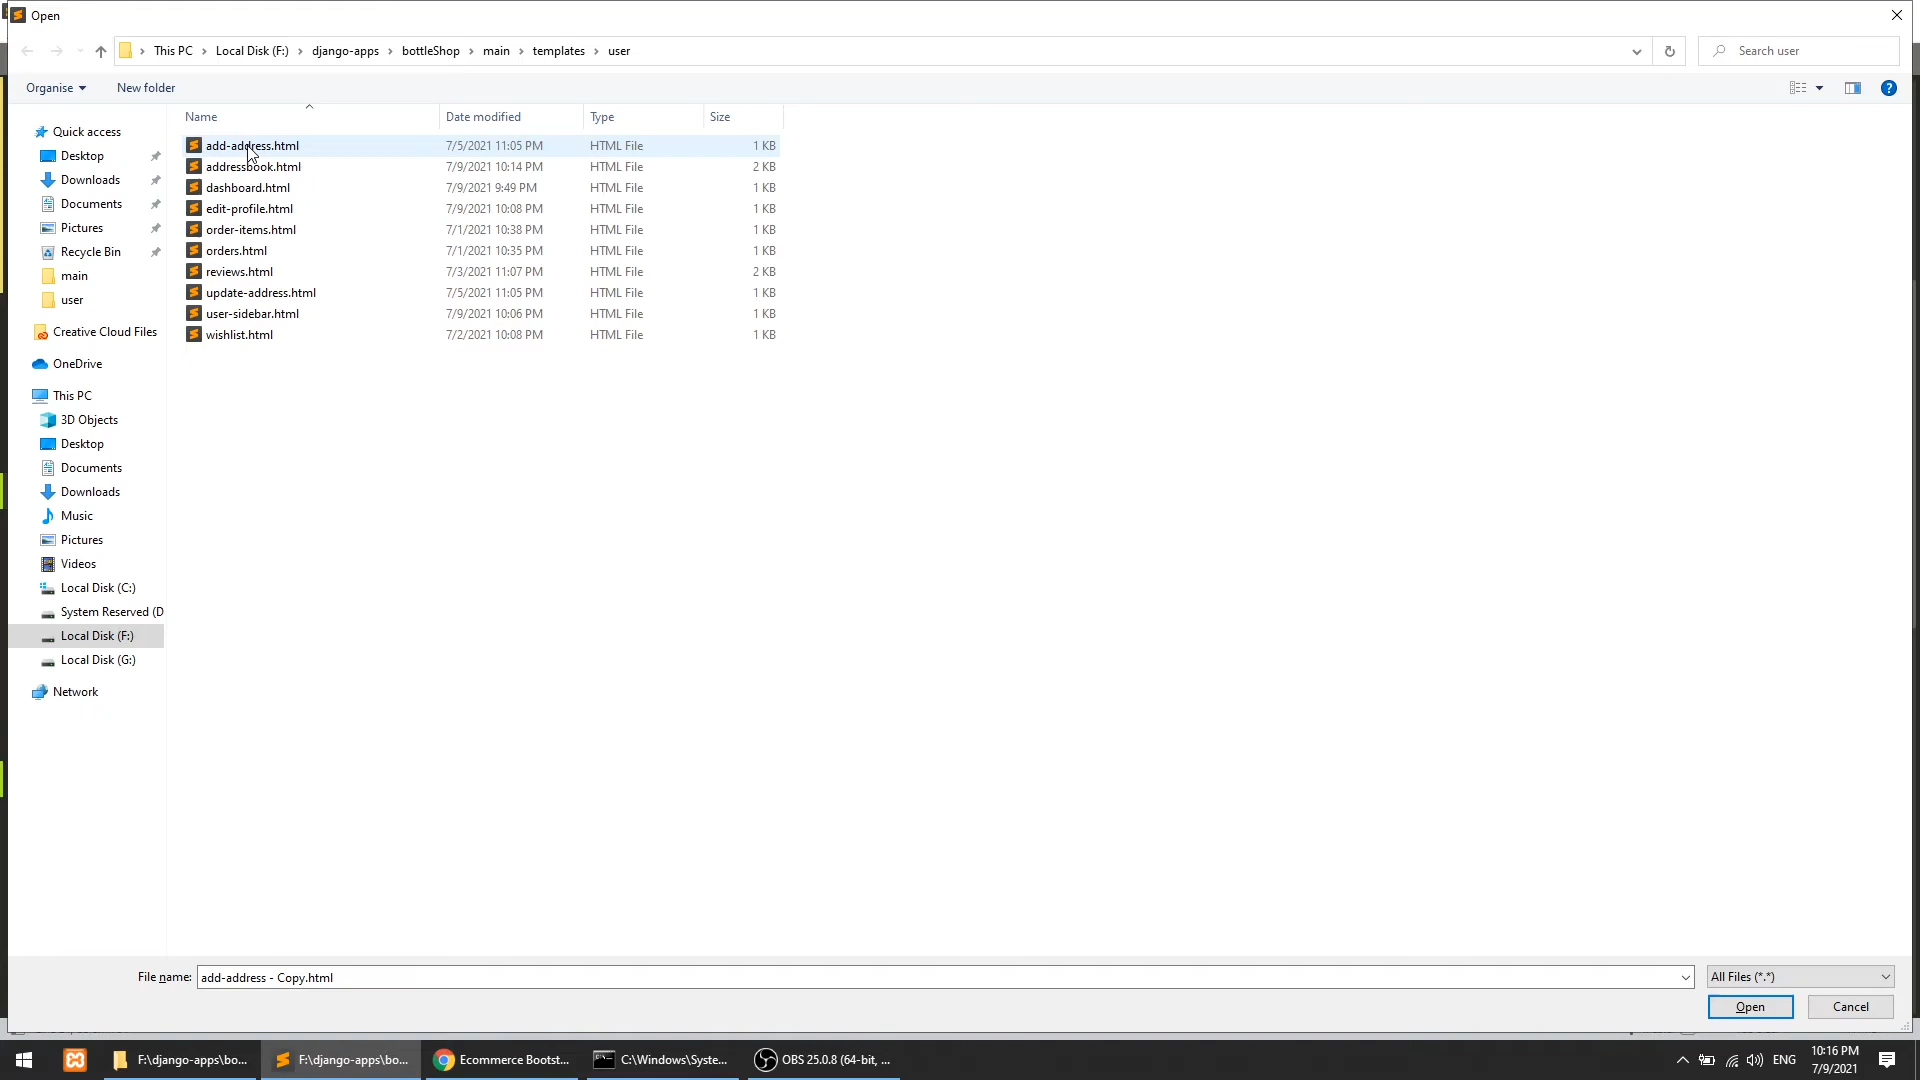 Open
This PC > Local Disk (F:) > django-apps > bottleShop > main > templates > user
Search user
Organise
New folder
Name
Date modified
Type
Size
add-address.html 7/5/2021 11:05 PM HTML File 1 KB
addressbook.html 7/9/2021 10:14 PM HTML File 2 KB
dashboard.html 7/9/2021 9:49 PM HTML File 1 KB
edit-profile.html 7/9/2021 10:08 PM HTML File 1 KB
order-items.html 7/1/2021 10:38 PM HTML File 1 KB
orders.html 7/1/2021 10:35 PM HTML File 1 KB
reviews.html 7/3/2021 11:07 PM HTML File 2 KB
update-address.html 7/5/2021 11:05 PM HTML File 1 KB
user-sidebar.html 7/9/2021 10:06 PM HTML File 1 KB
wishlist.html 7/2/2021 10:08 PM HTML File 1 KB
Quick access
Desktop
Downloads
Documents
Pictures
Recycle Bin
main
user
Creative Cloud Files
OneDrive
This PC
3D Objects
Desktop
Documents
Downloads
Music
Pictures
Videos
Local Disk (C:)
System Reserved (D
Local Disk (F:)
Local Disk (G:)
Network
File name: add-address - Copy.html
All Files (*.*)
Open
Cancel
F:\django-apps\bo...
F:\django-apps\bo...
Ecommerce Bootst...
C:\Windows\Syste...
OBS 25.0.8 (64-bit, ...
ENG
10:16 PM
7/9/2021